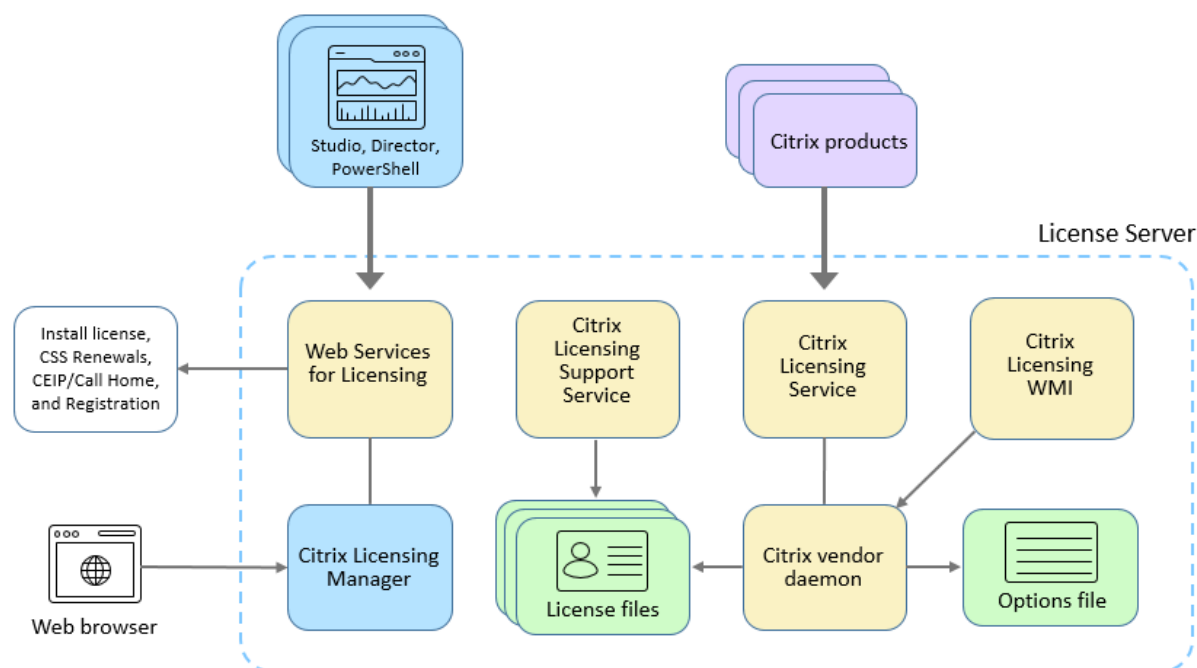 Studio, Director,
PowerShell
Citrix products
License Server
Install license,
CSS Renewals,
CEIP/Call Home,
and Registration
Web Services
for Licensing
Citrix
Licensing
Support
Service
Citrix
Licensing
Service
Citrix
Licensing
WMI
Web browser
Citrix Licensing
Manager
License files
Citrix vendor
daemon
Options file